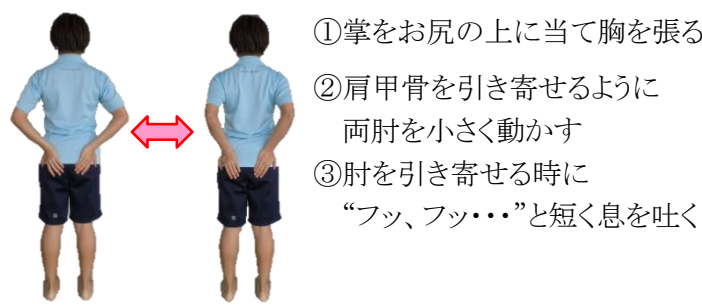 ①掌をお尻の上に当て胸を張る
②肩甲骨を引き寄せるように
両肘を小さく動かす
③肘を引き寄せる時に
“フッ、フッ・・・”と短く息を吐く